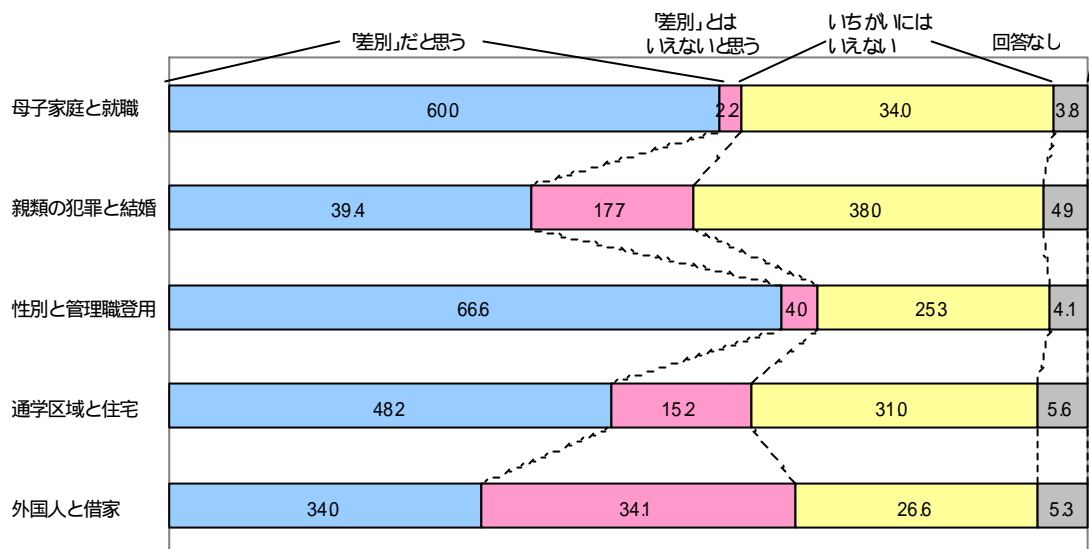 「差別」だと思う
「差別」とは
いえないと思う
いちがいには
いえない
回答なし
母子家庭と就職
60.0
2.2
34.0
3.8
親類の犯罪と結婚
39.4
17.7
38.0
4.9
性別と管理職登用
66.6
4.0
25.3
4.1
通学区域と住宅
48.2
15.2
31.0
5.6
外国人と借家
34.0
34.1
26.6
5.3